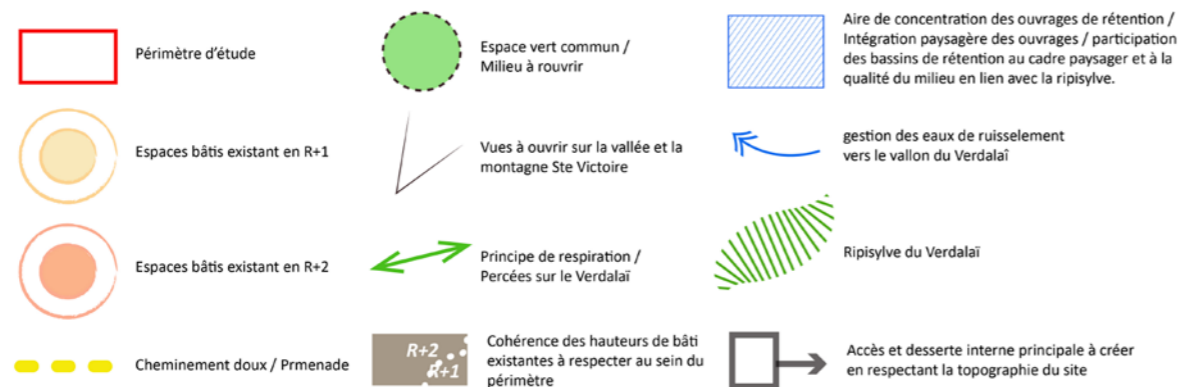 Périmètre d'étude
Espaces bâtis existant en R+1
Espaces bâtis existant en R+2
Cheminement doux / Prmenade
Espace vert commun /
Milieu à rouvrir
Vues à ouvrir sur la vallée et la
montagne Ste Victoire
Principe de respiration /
Percées sur le Verdalaï
R+2
R+1
Cohérence des hauteurs de bâti
existantes à respecter au sein du
périmètre
Aire de concentration des ouvrages de rétention /
Intégration paysagère des ouvrages / participation
des bassins de rétention au cadre paysager et à la
qualité du milieu en lien avec la ripisylve.
gestion des eaux de ruisselement
vers le vallon du Verdalaî
Ripisylve du Verdalaï
Accès et desserte interne principale à créer
en respectant la topographie du site